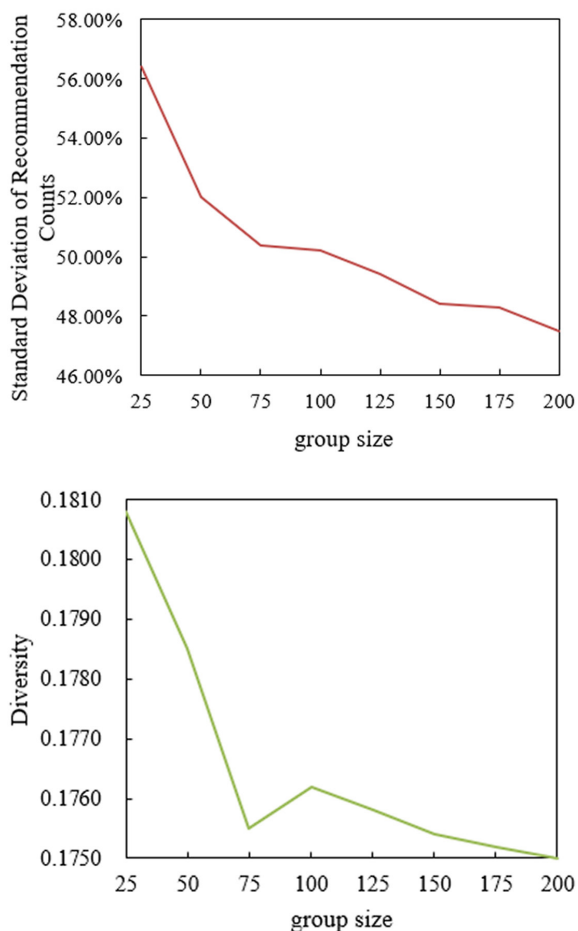 Standard Deviation of Recommendation
Counts
58.00%
56.00%
54.00%
52.00%
50.00%
48.00%
46.00%
25 50 75 100 125 150 175 200
group size
Diversity
0.1810
0.1800
0.1790
0.1780
0.1770
0.1760
0.1750
25 50 75 100 125 150 175 200
group size